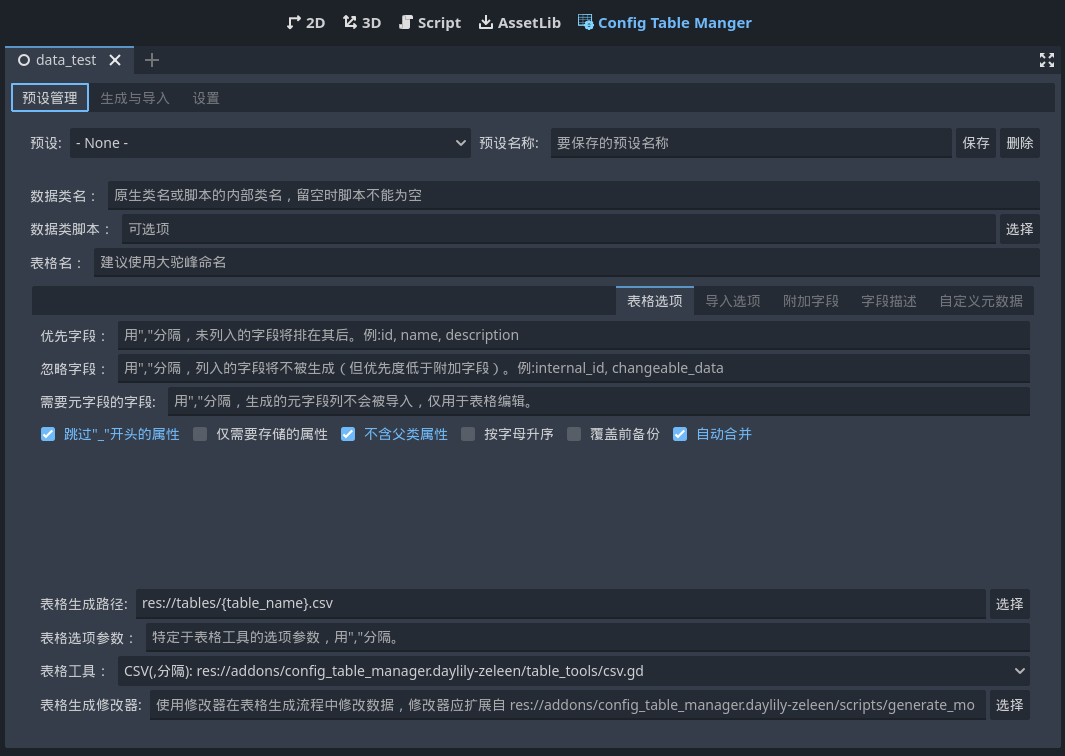 2D 3D Script AssetLib Config Table Manger
data_test
预设管理 生成与导入 设置
预设: - None - 预设名称: 要保存的预设名称 保存 删除
数据类名： 原生类名或脚本的内部类名，留空时脚本不能为空
数据类脚本： 可选项 选择
表格名： 建议使用大驼峰命名
表格选项 导入选项 附加字段 字段描述 自定义元数据
优先字段： 用","分隔，未列入的字段将排在其后。例:id, name, description
忽略字段： 用","分隔，列入的字段将不被生成（但优先度低于附加字段）。例:internal_id, changeable_data
需要元字段的字段: 用","分隔，生成的元字段列不会被导入，仅用于表格编辑。
跳过"_"开头的属性 仅需要存储的属性 不含父类属性 按字母升序 覆盖前备份 自动合并
表格生成路径: res://tables/{table_name}.csv 选择
表格选项参数： 特定于表格工具的选项参数，用","分隔。
表格工具： CSV(,分隔): res://addons/config_table_manager.daylily-zeleen/table_tools/csv.gd
表格生成修改器: 使用修改器在表格生成流程中修改数据，修改器应扩展自 res://addons/config_table_manager.daylily-zeleen/scripts/generate_mo 选择